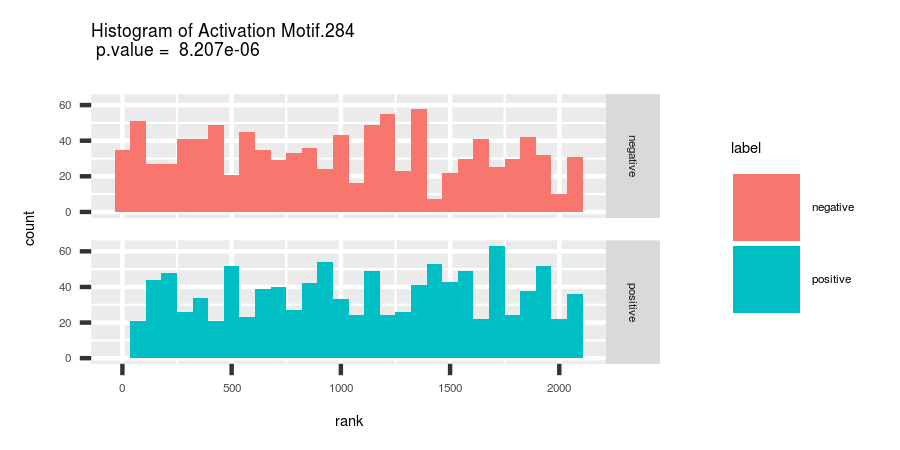 Histogram of Activation Motif.284
p.value = 8.207e-06
count
60
40
20
0
negative
60
40
20
0
positive
0 500 1000 1500 2000
rank
label
negative
positive